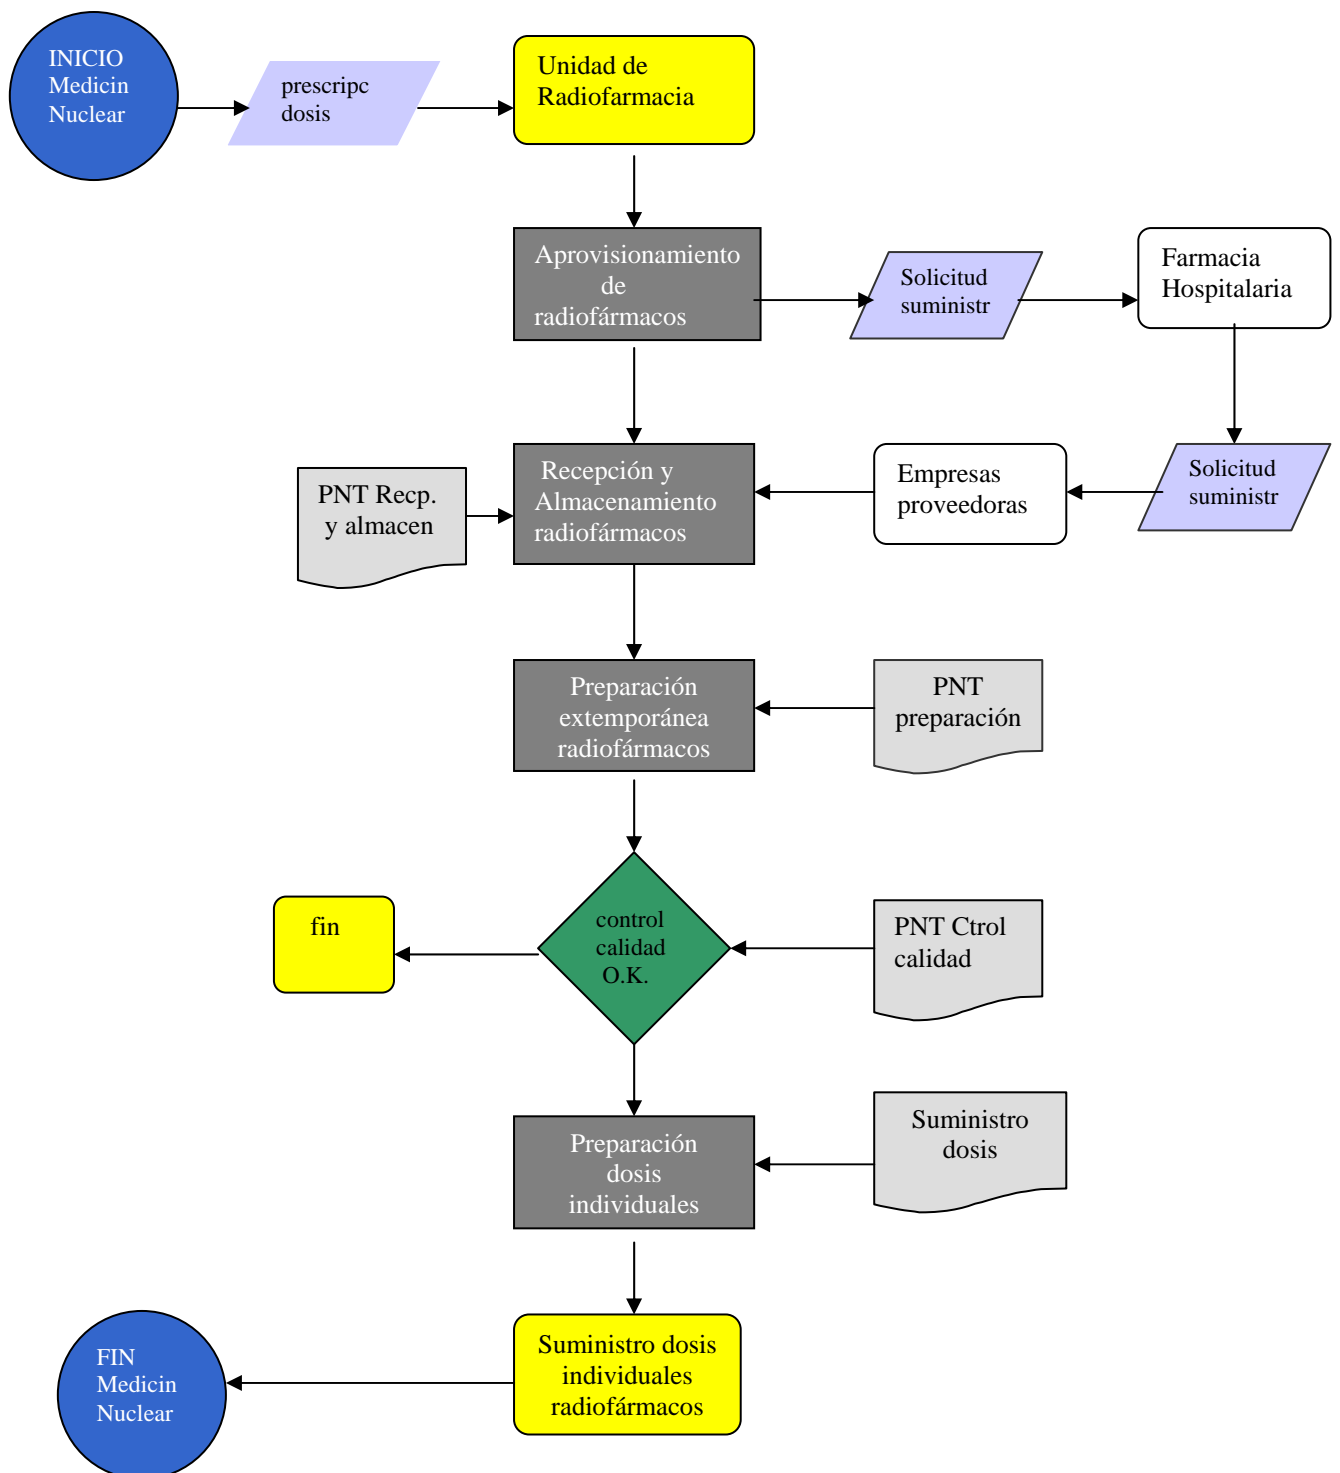 INICIO
Medicin
Nuclear
prescripc
dosis
Unidad de
Radiofarmacia
Aprovisionamiento
de
radiofármacos
Solicitud
suministr
Farmacia
Hospitalaria
PNT Recp.
y almacen
Recepción y
Almacenamiento
radiofármacos
Empresas
proveedoras
Solicitud
suministr
Preparación
extemporánea
radiofármacos
PNT
preparación
fin
control
calidad
O.K.
PNT Ctrol
calidad
Preparación
dosis
individuales
Suministro
dosis
FIN
Medicin
Nuclear
Suministro dosis
individuales
radiofármacos